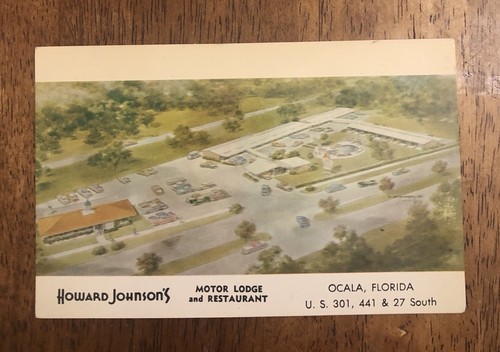 Howard Johnson's
MOTOR LODGE
and RESTAURANT
OCALA, FLORIDA
U. S. 301, 441 & 27 South